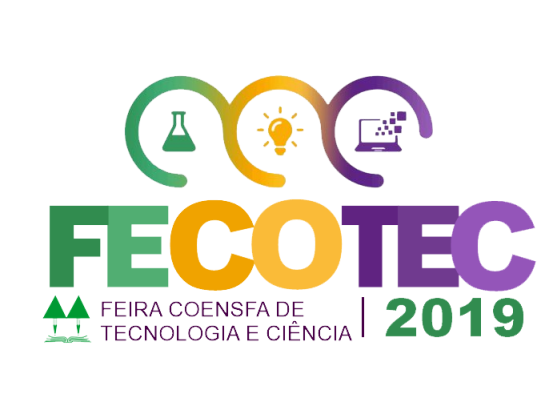 FECOTEC
FEIRA COENSFA DE
TECNOLOGIA E CIÊNCIA
2019